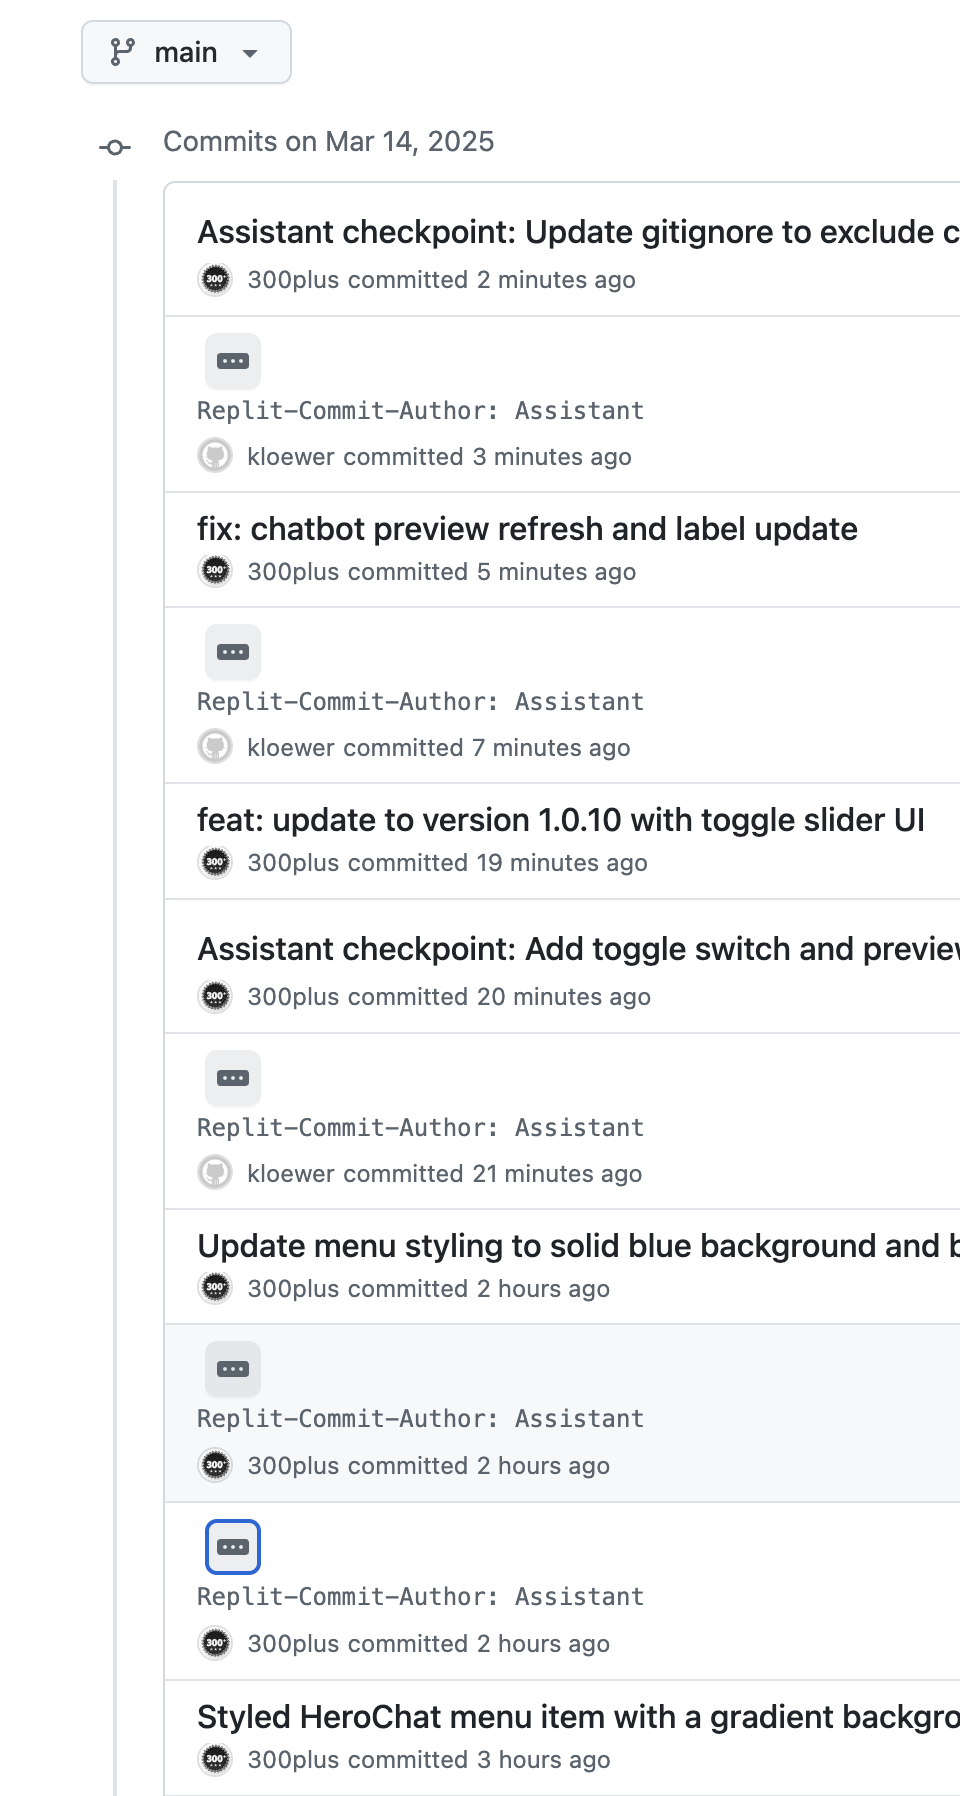 main
Commits on Mar 14, 2025
Assistant checkpoint: Update gitignore to exclude c
300plus committed 2 minutes ago
Replit-Commit-Author: Assistant
kloewer committed 3 minutes ago
fix: chatbot preview refresh and label update
300plus committed 5 minutes ago
Replit-Commit-Author: Assistant
kloewer committed 7 minutes ago
feat: update to version 1.0.10 with toggle slider UI
300plus committed 19 minutes ago
Assistant checkpoint: Add toggle switch and preview
300plus committed 20 minutes ago
Replit-Commit-Author: Assistant
kloewer committed 21 minutes ago
Update menu styling to solid blue background and b
300plus committed 2 hours ago
Replit-Commit-Author: Assistant
300plus committed 2 hours ago
Replit-Commit-Author: Assistant
300plus committed 2 hours ago
Styled HeroChat menu item with a gradient backgro
300plus committed 3 hours ago